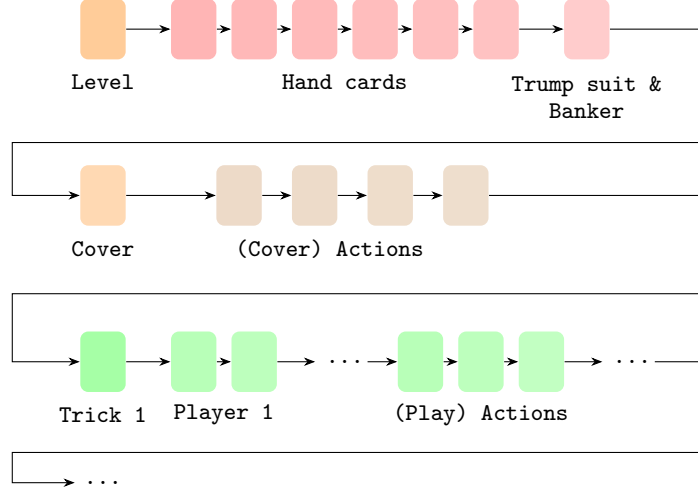 Level
Hand cards
Trump suit &
Banker
Cover
(Cover) Actions
···
···
Trick 1
Player 1
(Play) Actions
···